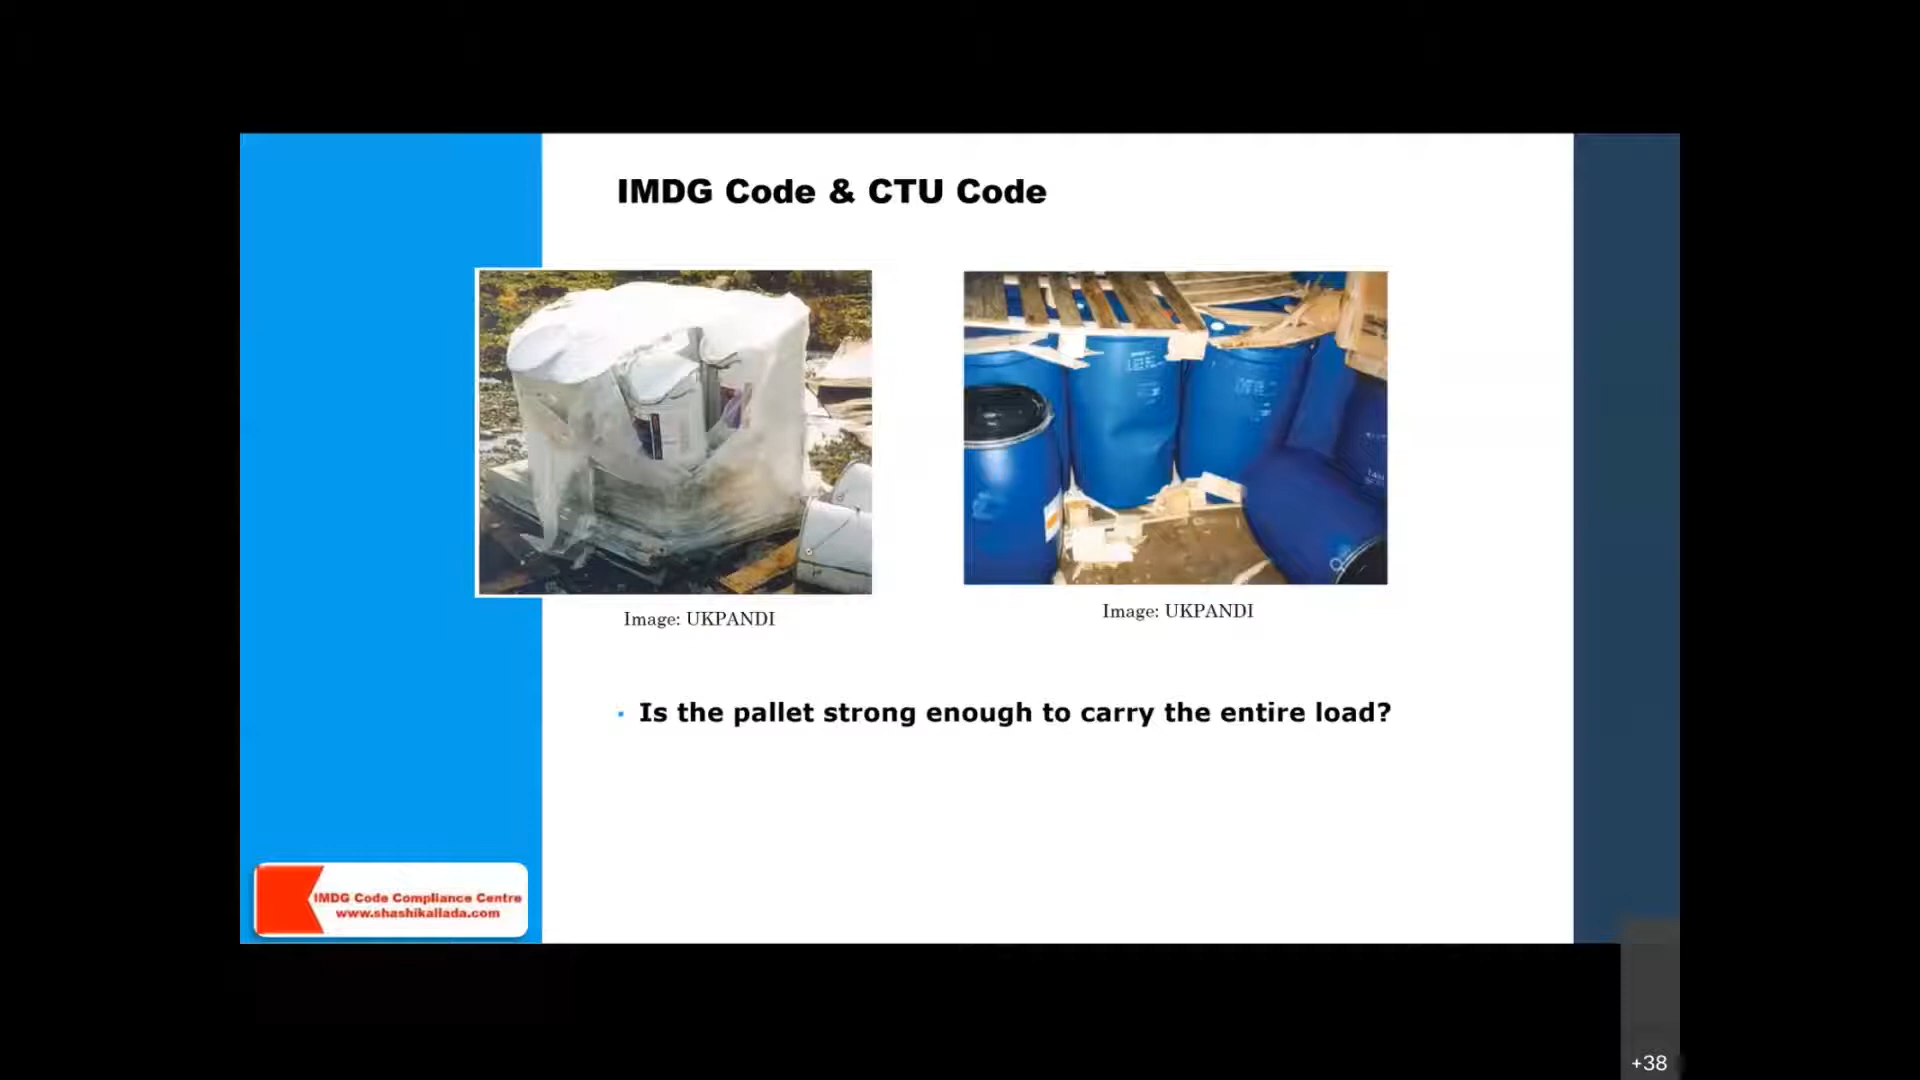 IMDG Code & CTU Code
Image: UKPANDI
Image: UKPANDI
Is the pallet strong enough to carry the entire load?
IMDG Code Compliance Centre
www.shashikallada.com
+38